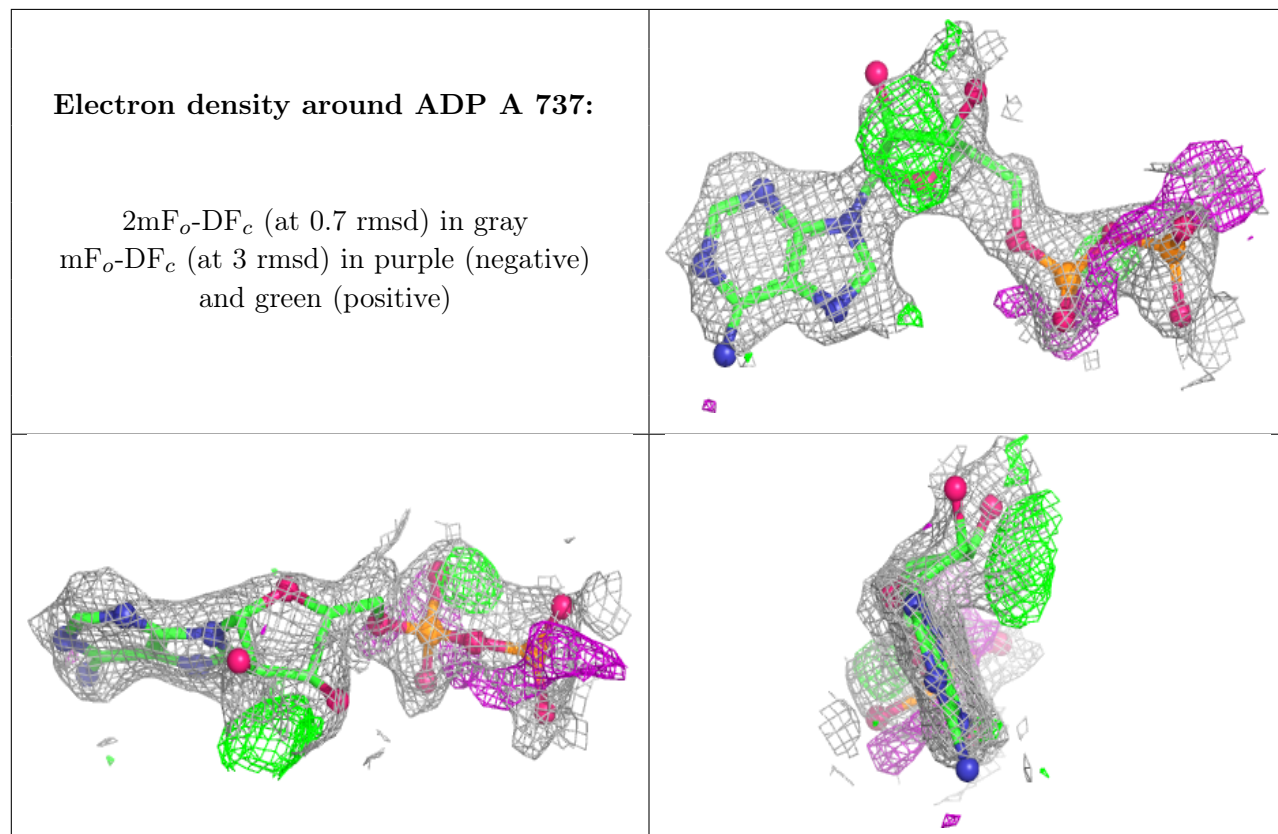 Electron density around ADP A 737:
2mFo-DFc (at 0.7 rmsd) in gray
mFo-DFc (at 3 rmsd) in purple (negative)
and green (positive)